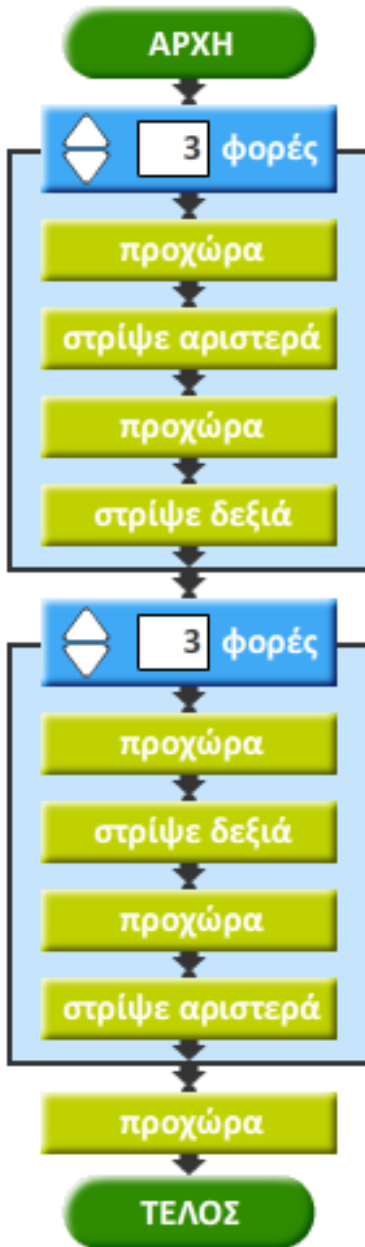 ΑΡΧΗ
3 φορές
προχώρα
στρίψε αριστερά
προχώρα
στρίψε δεξιά
3 φορές
προχώρα
στρίψε δεξιά
προχώρα
στρίψε αριστερά
προχώρα
ΤΕΛΟΣ